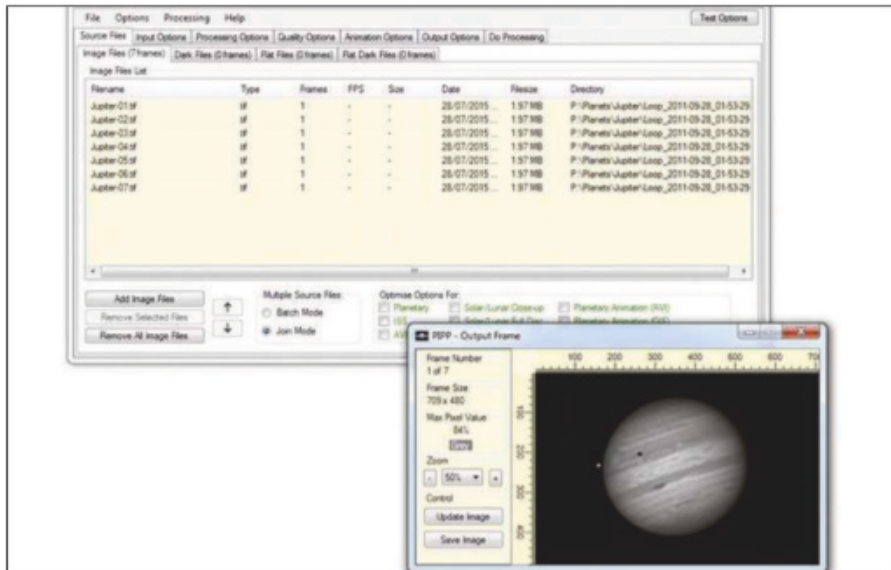 File Options Processing Help Test Options
Source Files Input Options Processing Options Quality Options Animation Options Output Options Do Processing
Image Files (7 frames) Dark Files (0 frames) Flat Files (0 frames) Flat Dark Files (0 frames)
Image Files List
Filename Type Frames FPS Size Date Filesize Directory
Jupiter-01.tif tif 1 - - 28/07/2015 ... 1.97 MB P:\Planets\Jupiter\Loop_2011-09-28_01-53-29
Jupiter-02.tif tif 1 - - 28/07/2015 ... 1.97 MB P:\Planets\Jupiter\Loop_2011-09-28_01-53-29
Jupiter-03.tif tif 1 - - 28/07/2015 ... 1.97 MB P:\Planets\Jupiter\Loop_2011-09-28_01-53-29
Jupiter-04.tif tif 1 - - 28/07/2015 ... 1.97 MB P:\Planets\Jupiter\Loop_2011-09-28_01-53-29
Jupiter-05.tif tif 1 - - 28/07/2015 ... 1.97 MB P:\Planets\Jupiter\Loop_2011-09-28_01-53-29
Jupiter-06.tif tif 1 - - 28/07/2015 ... 1.97 MB P:\Planets\Jupiter\Loop_2011-09-28_01-53-29
Jupiter-07.tif tif 1 - - 28/07/2015 ... 1.97 MB P:\Planets\Jupiter\Loop_2011-09-28_01-53-29
Add Image Files
Remove Selected Files
Remove All Image Files
Multiple Source Files:
Batch Mode
Join Mode
Optimise Options For:
Planetary Solar/Lunar Close-up Planetary Animation (AVI)
PIPP - Output Frame
Frame Number
1 of 7
Frame Size
709 x 480
Max Pixel Value
84%
Grey
Zoom
- 50% +
Control
Update Image
Save Image
100 200 300 400 500 600
100
200
300
400